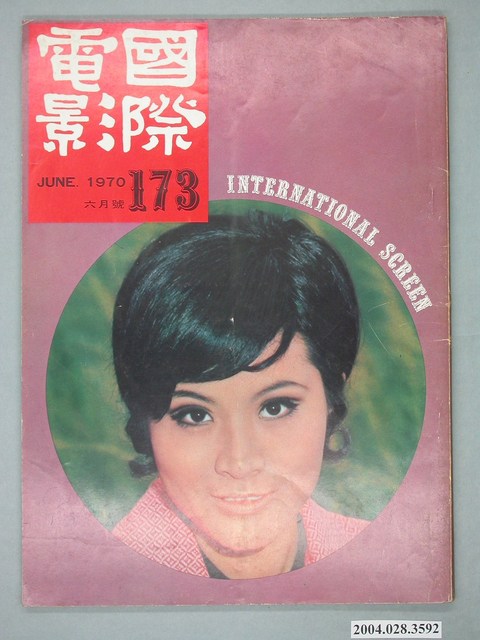 國際
電影
JUNE. 1970 173
六月號
INTERNATIONAL SCREEN
2004.028.3592